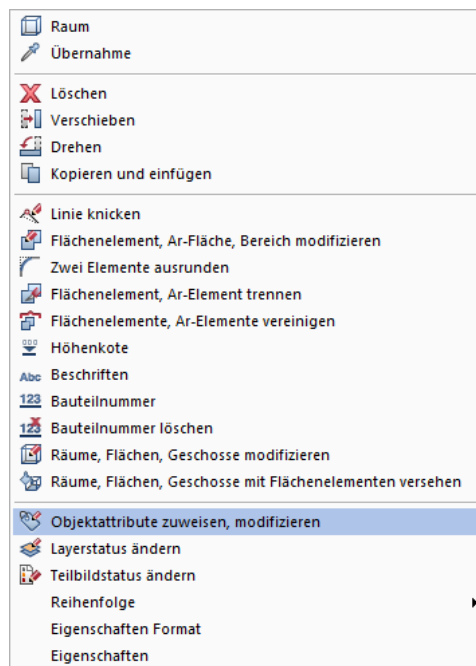 Raum
Übernahme
Löschen
Verschieben
Drehen
Kopieren und einfügen
Linie knicken
Flächenelement, Ar-Fläche, Bereich modifizieren
Zwei Elemente ausrunden
Flächenelement, Ar-Element trennen
Flächenelemente, Ar-Elemente vereinigen
Höhenkote
Abc Beschriften
123 Bauteilnummer
123 Bauteilnummer löschen
Räume, Flächen, Geschosse modifizieren
Räume, Flächen, Geschosse mit Flächenelementen versehen
Objektattribute zuweisen, modifizieren
Layerstatus ändern
Teilbildstatus ändern
Reihenfolge
Eigenschaften Format
Eigenschaften